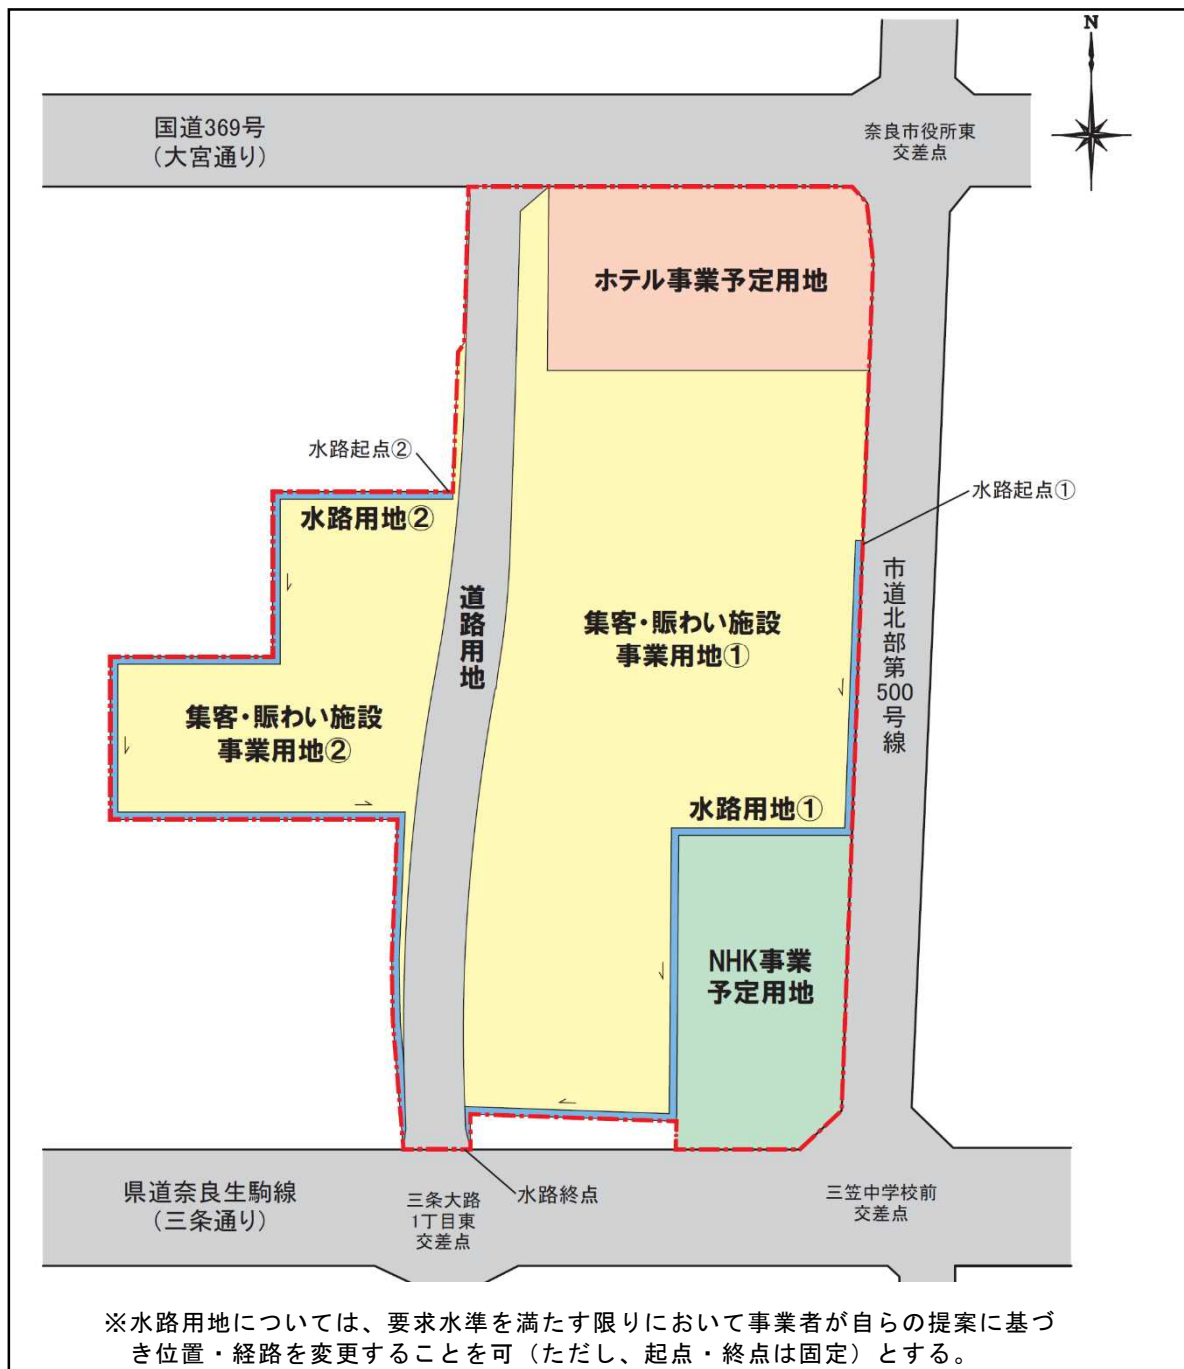 N
国道369号
(大宮通り)
奈良市役所東
交差点
ホテル事業予定用地
水路起点②
水路起点①
水路用地②
道路用地
集客・賑わい施設
事業用地①
市道北部第500号線
集客・賑わい施設
事業用地②
水路用地①
NHK事業
予定用地
県道奈良生駒線
(三条通り)
三条大路
1丁目東
交差点
水路終点
三笠中学校前
交差点
※水路用地については、要求水準を満たす限りにおいて事業者が自らの提案に基づ
き位置・経路を変更することを可（ただし、起点・終点は固定）とする。